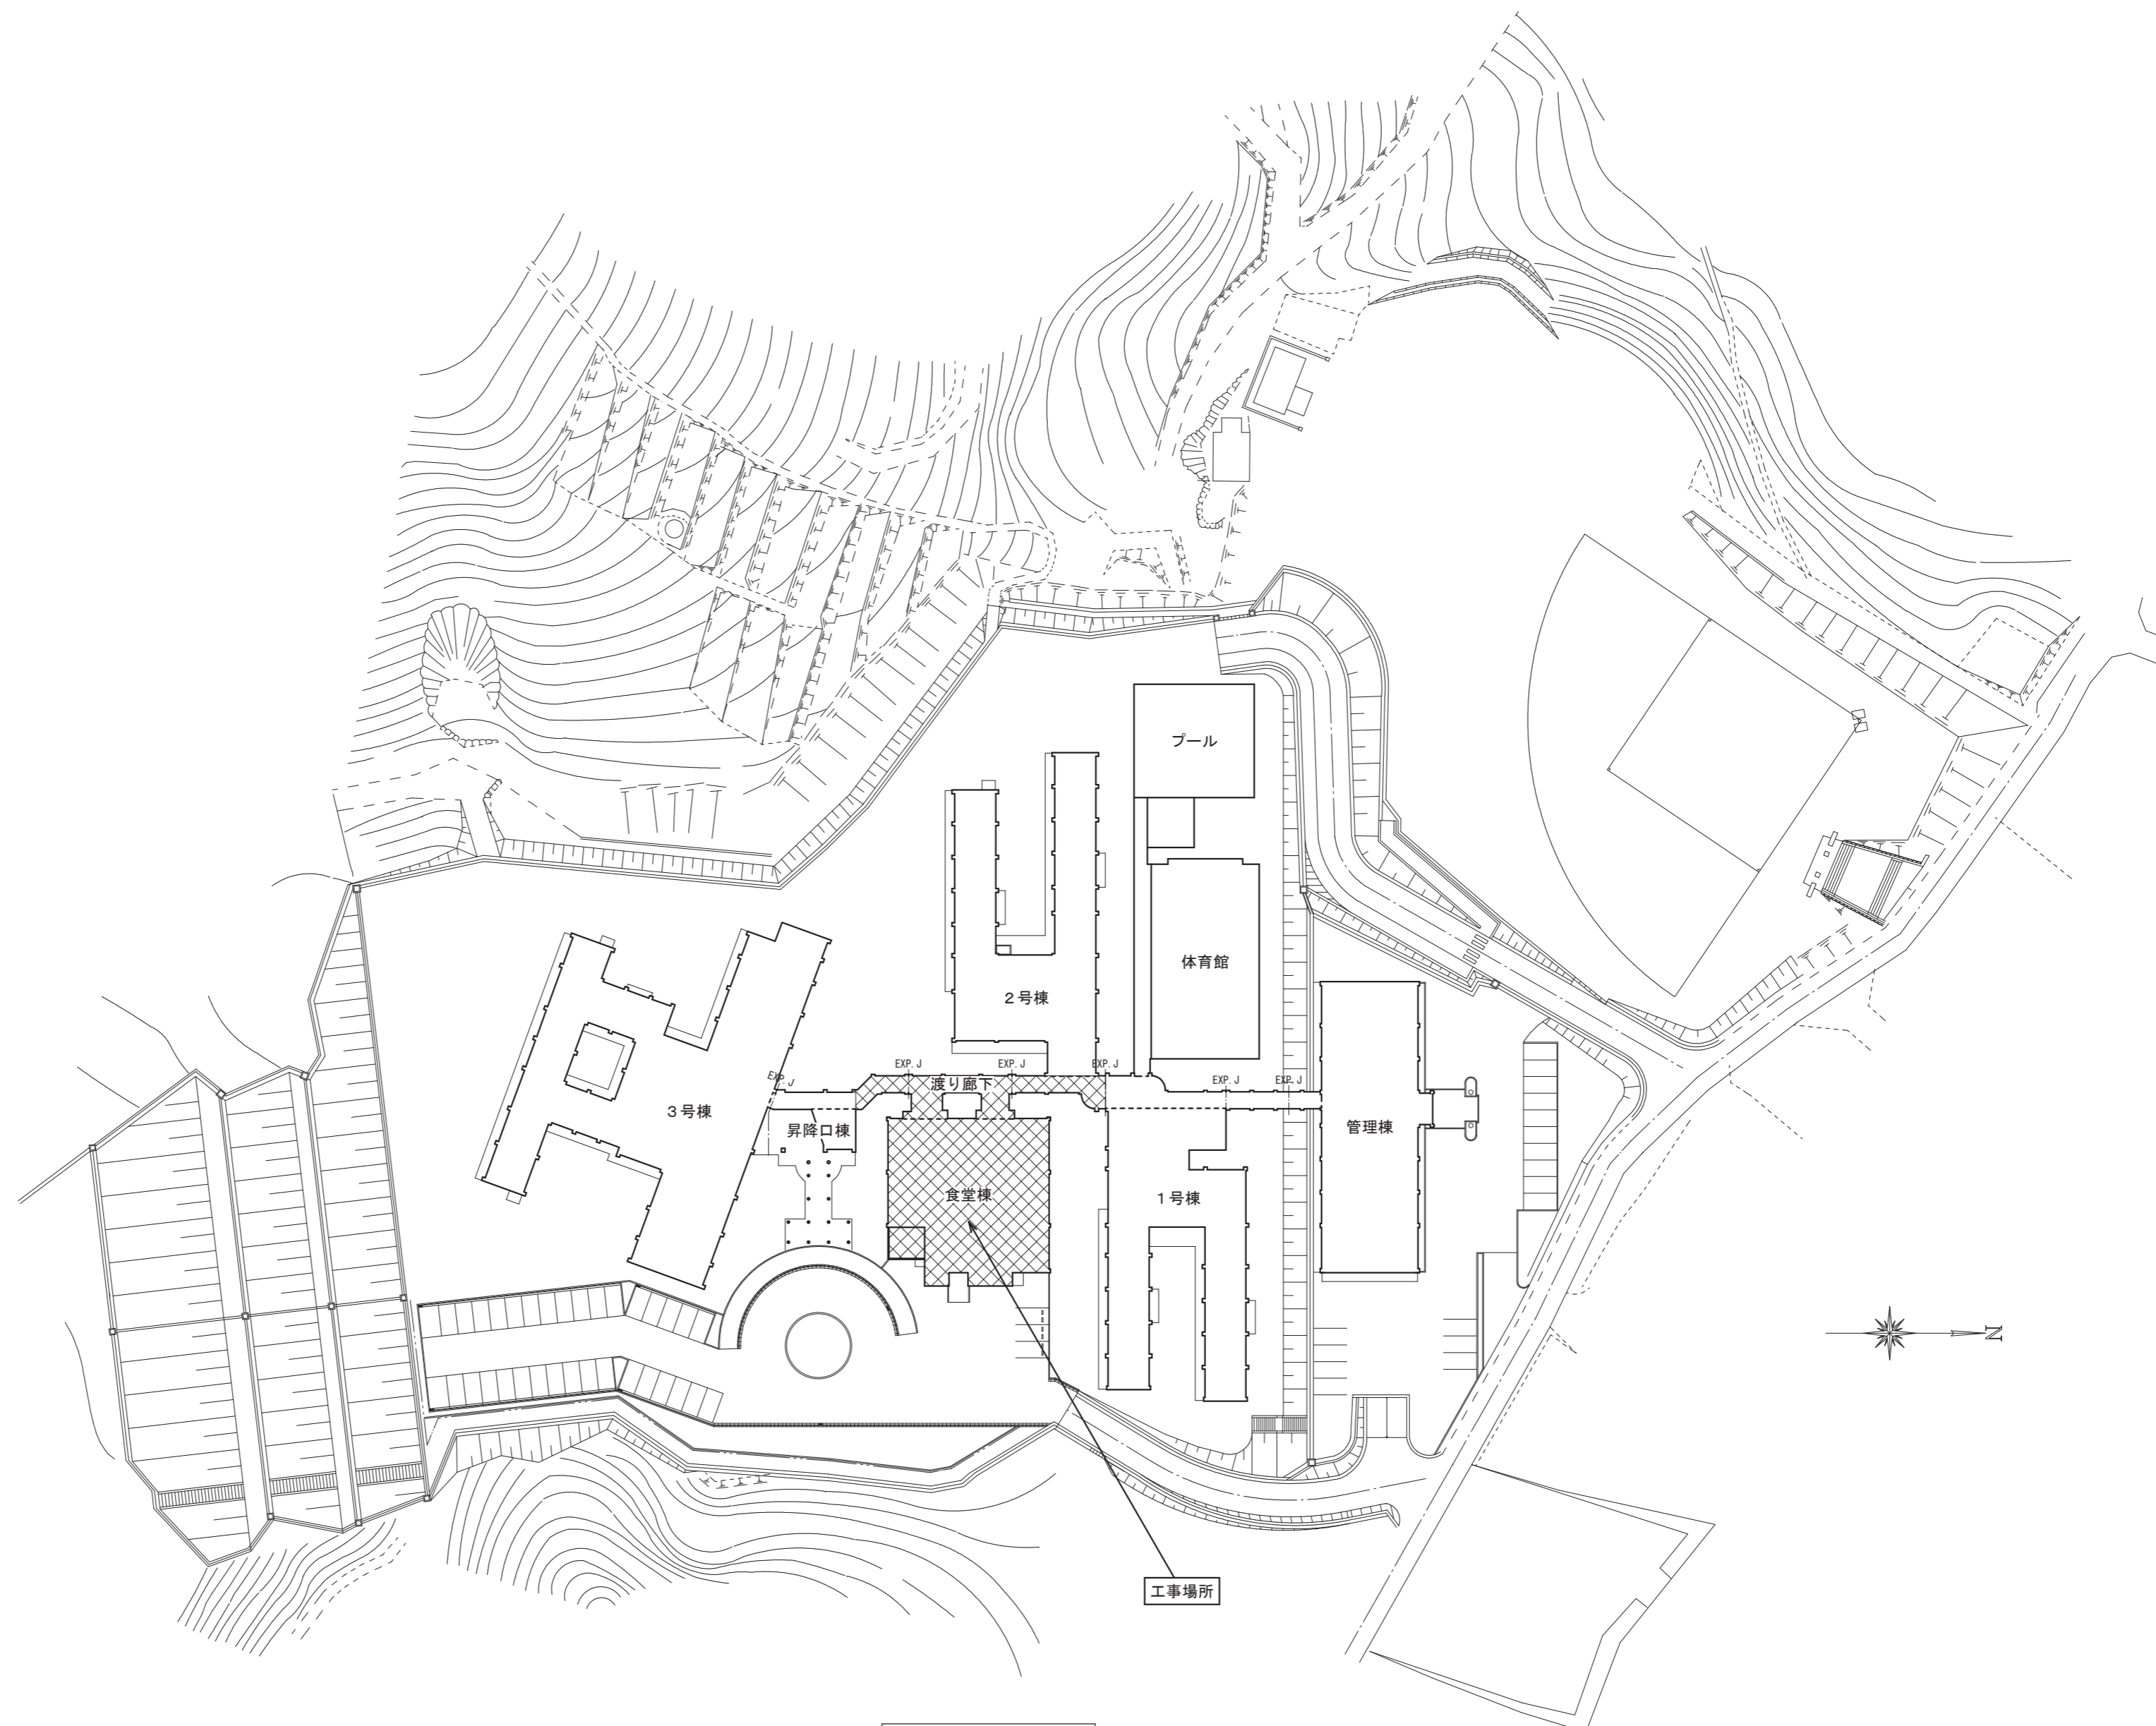 プール
体育館
２号棟
EXP.J
EXP.J
EXP.J
EXP.J
EXP.J
EXP.J
渡り廊下
３号棟
昇降口棟
管理棟
食堂棟
１号棟
N
工事場所